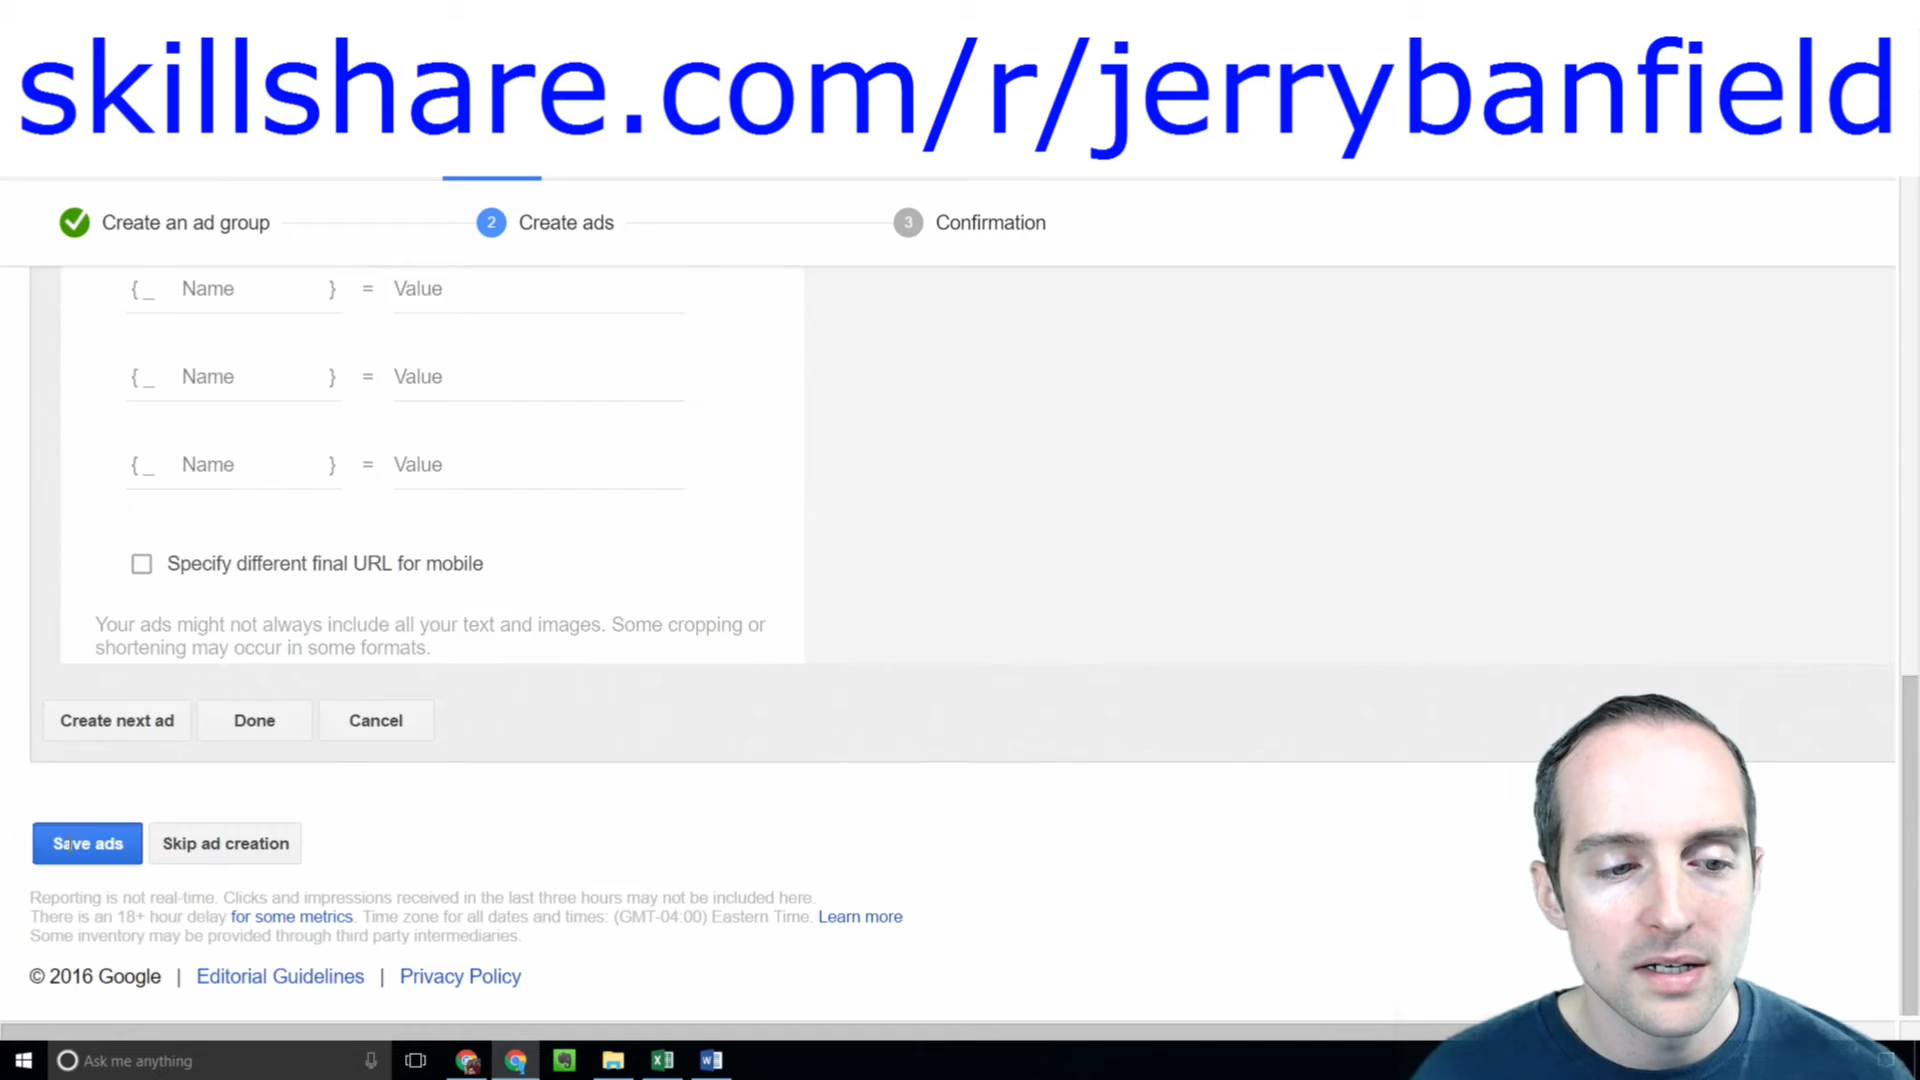 skillshare.com/r/jerrybanfield
Create an ad group
2 Create ads
3 Confirmation
{_ Name } = Value
{_ Name } = Value
{_ Name } = Value
Specify different final URL for mobile
Your ads might not always include all your text and images. Some cropping or
shortening may occur in some formats.
Create next ad Done Cancel
Save ads Skip ad creation
Reporting is not real-time. Clicks and impressions received in the last three hours may not be included here.
There is an 18+ hour delay for some metrics. Time zone for all dates and times: (GMT-04:00) Eastern Time. Learn more
Some inventory may be provided through third party intermediaries.
© 2016 Google | Editorial Guidelines | Privacy Policy
Ask me anything